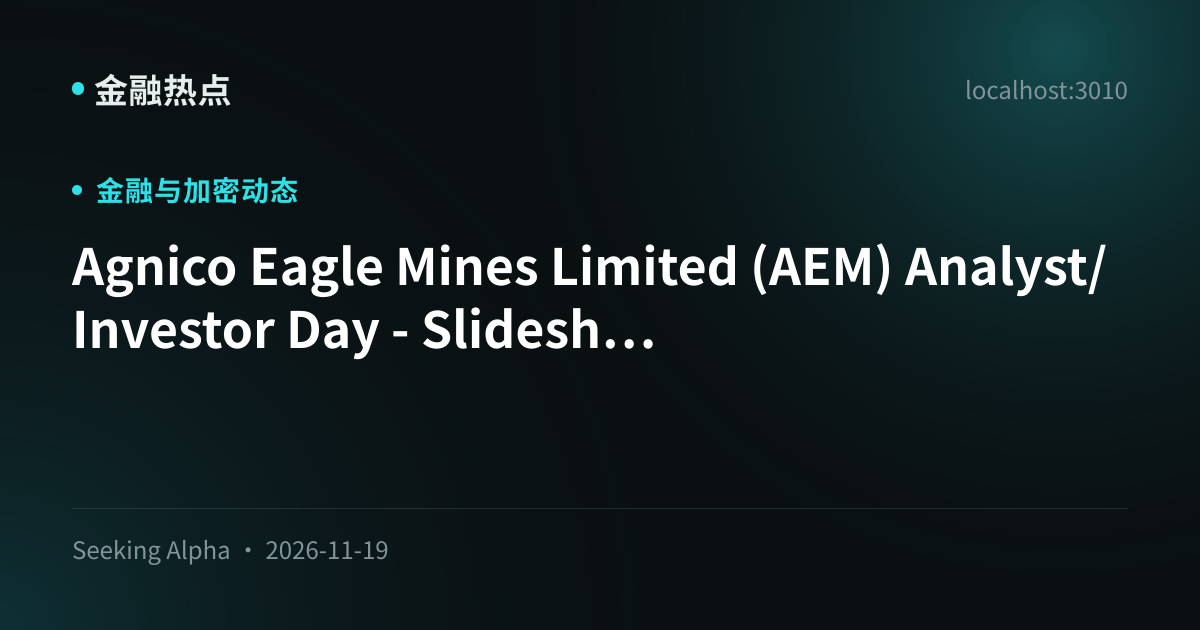 金融热点
localhost:3010
金融与加密动态
Agnico Eagle Mines Limited (AEM) Analyst/
Investor Day - Slidesh…
Seeking Alpha • 2026-11-19